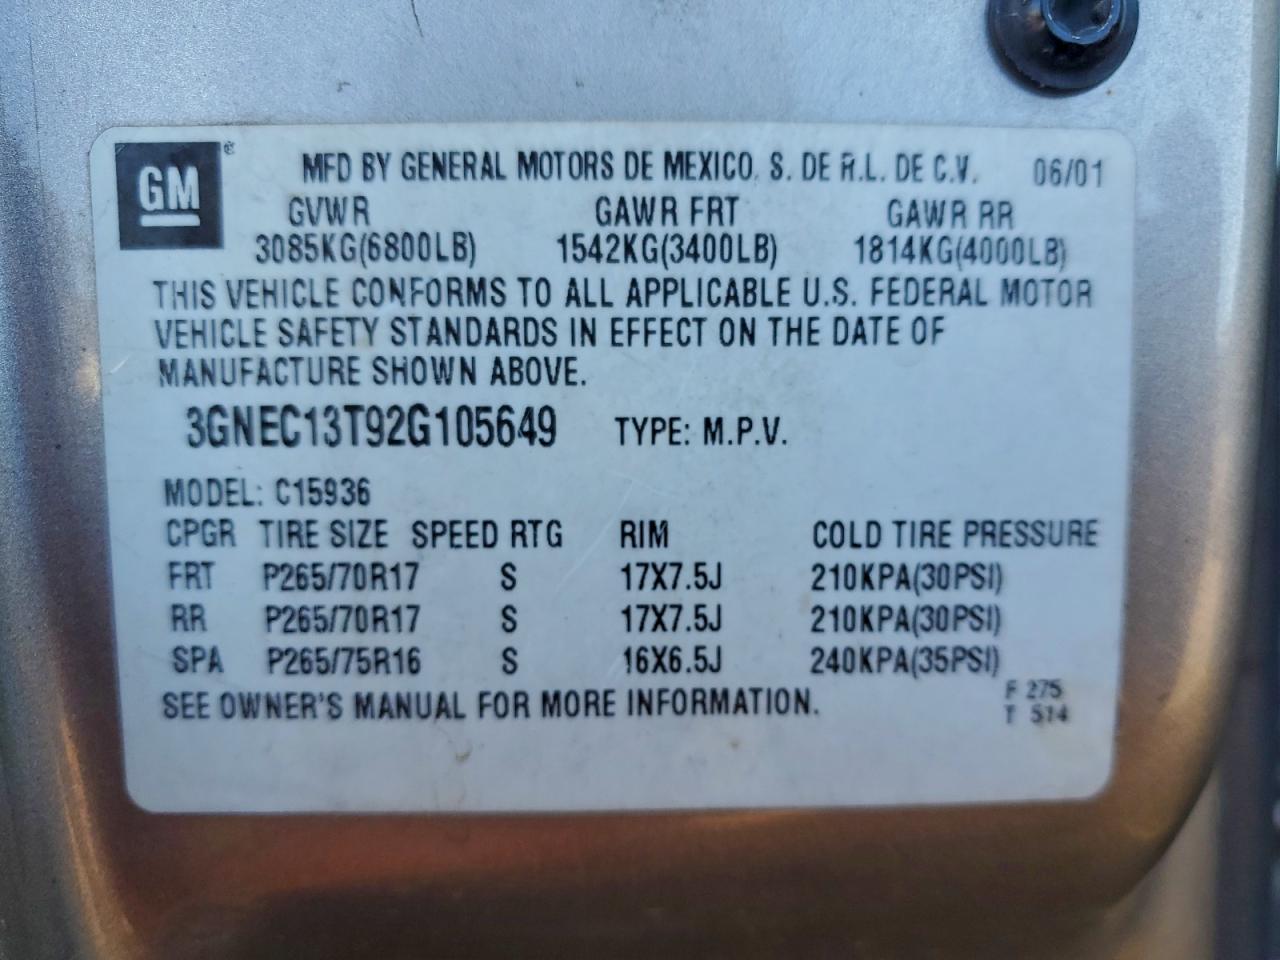 GM® MFD BY GENERAL MOTORS DE MEXICO, S. DE R.L. DE C.V. 06/01
GVWR GAWR FRT GAWR RR
3085KG(6800LB) 1542KG(3400LB) 1814KG(4000LB)
THIS VEHICLE CONFORMS TO ALL APPLICABLE U.S. FEDERAL MOTOR
VEHICLE SAFETY STANDARDS IN EFFECT ON THE DATE OF
MANUFACTURE SHOWN ABOVE.
3GNEC13T92G105649 TYPE: M.P.V.
MODEL: C15936
CPGR TIRE SIZE SPEED RTG RIM COLD TIRE PRESSURE
FRT P265/70R17 S 17X7.5J 210KPA(30PSI)
RR P265/70R17 S 17X7.5J 210KPA(30PSI)
SPA P265/75R16 S 16X6.5J 240KPA(35PSI)
SEE OWNER'S MANUAL FOR MORE INFORMATION.
F 275
T 514